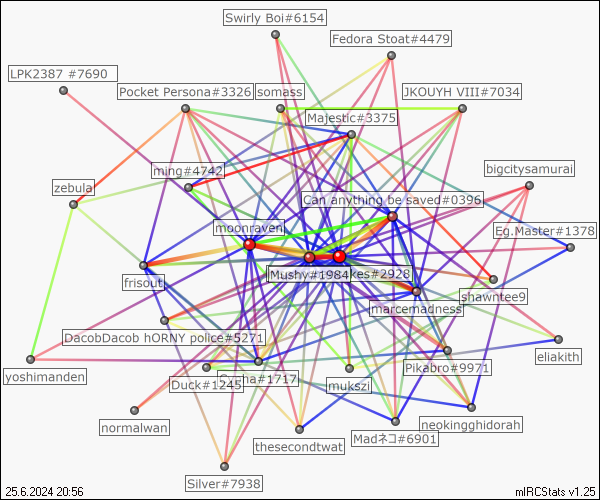 Swirly Boi#6154
Fedora Stoat#4479
LPK2387 #7690
Pocket Persona#3326
somass
JKOUYH VIII#7034
Majestic#3375
ming#4742
bigcitysamurai
zebula
Can anything be saved#0396
moonraven
Eg.Master#1378
Mushy#1984
kes#2928
frisout
shawntee9
marcemadness
DacobDacob hORNY police#5271
eliakith
yoshimanden
Pikabro#9971
Duck#1245
ha#1717
mukszi
neokingghidorah
normalwan
thesecondtwat
Madネコ#6901
Silver#7938
25.6.2024 20:56
mIRCStats v1.25